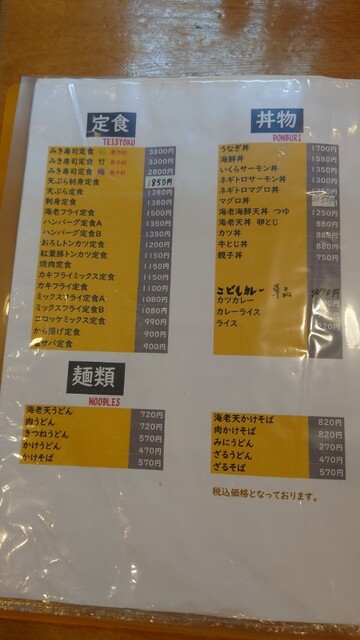 定食
TEISYOKU
みき寿司定食 松 要予約 3800円
みき寿司定食 竹 要予約 3300円
みき寿司定食 梅 要予約 2800円
天ぷら刺身定食 1850円
天ぷら定食 1380円
刺身定食 1380円
海老フライ定食 1500円
ハンバーグ定食A 1350円
ハンバーグ定食B 1350円
おろしトンカツ定食 1200円
紅葉豚トンカツ定食 1150円
焼肉定食 1150円
カキフライミックス定食 1150円
カキフライ定食 1100円
ミックスフライ定食A 1080円
ミックスフライ定食B 1080円
コロッケミックス定食 990円
から揚げ定食 900円
サバ定食 900円
丼物
DONBURI
うなぎ丼 1700円
海鮮丼 1580円
いくらサーモン丼 1350円
ネギトロサーモン丼 1300円
ネギトロマグロ丼
マグロ丼
海老海鮮天丼 つゆ 1250円
海老天丼 卵とじ 880円
カツ丼 880円
牛とじ丼 880円
親子丼 750円
こどもカレー 単品
カツカレー
カレーライス
ライス
麺類
NOODLES
海老天うどん 720円
肉うどん 720円
きつねうどん 570円
かけうどん 470円
かけそば 570円
海老天かけそば 820円
肉かけそば 820円
みにうどん 270円
ざるうどん 470円
ざるそば 570円
税込価格となっております。